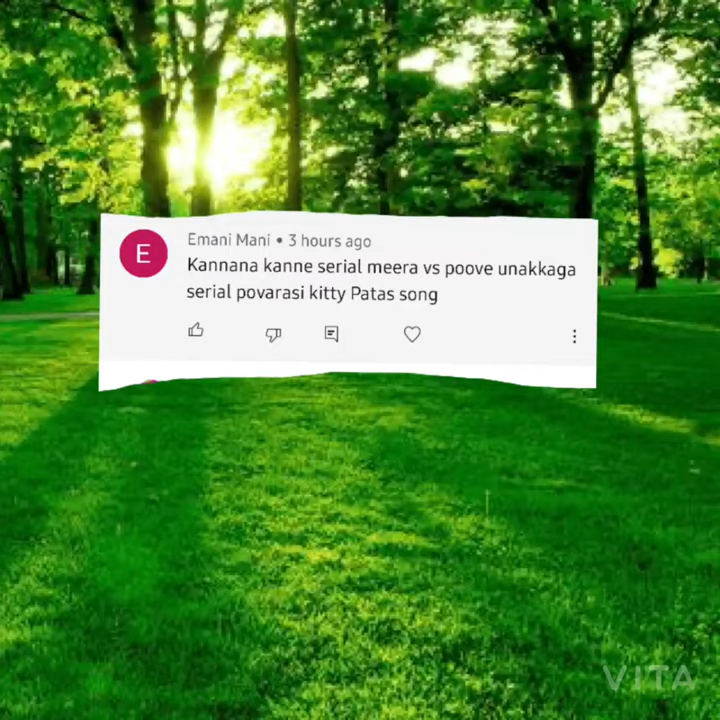 E
Emani Mani • 3 hours ago
Kannana kanne serial meera vs poove unakkaga
serial povarasi kitty Patas song
VITA